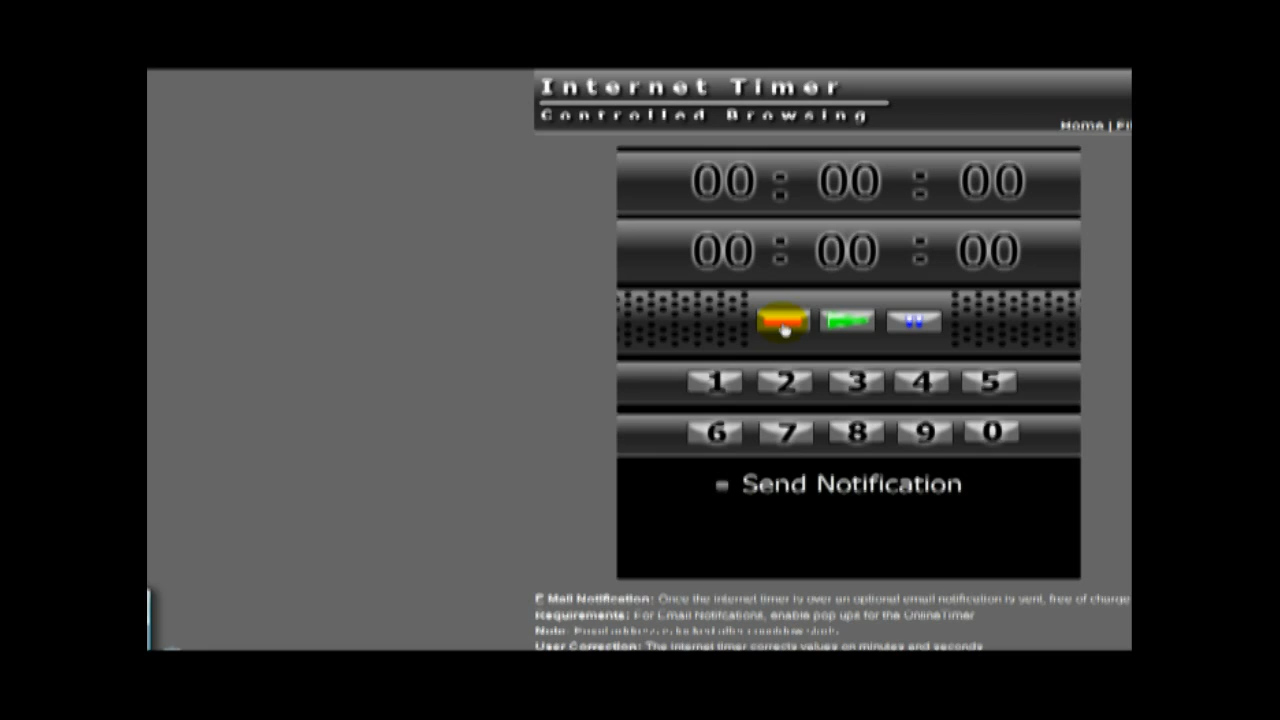 Internet Timer
Controlled Browsing
Home |
00 : 00 : 00
00 : 00 : 00
1 2 3 4 5
6 7 8 9 0
Send Notification
E Mail Notification: Once the internet timer is over an optional email notification is sent, free of charge
Requirements: For Email Notifcations, enable pop ups for the OnlineTimer
Note:
User Correction: The internet timer corrects values on minutes and seconds